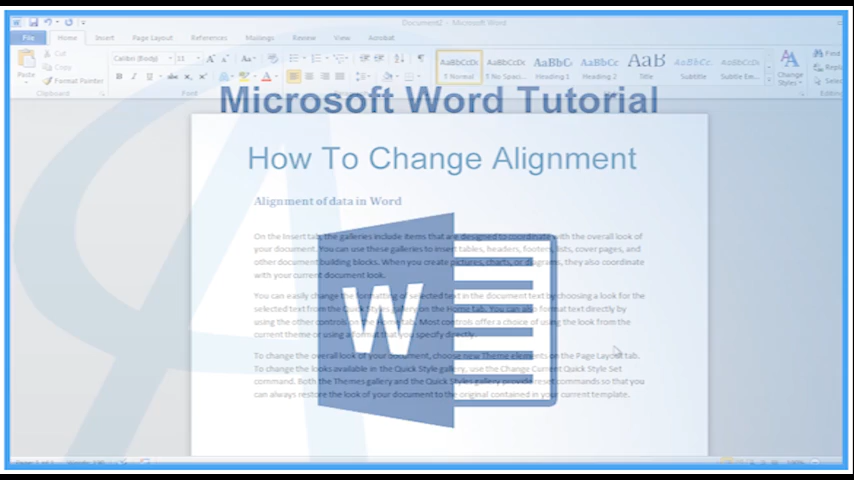 Document2 - Microsoft Word
File Home Insert Page Layout References Mailings Review View Acrobat
Cut
Calibri (Body) 11
AaBbCcDc AaBbCcDc AaBbC AaBbCc AaB AaBbCc. AaBbCcDc
Copy
Paste
Format Painter
¶ Normal ¶ No Spaci... Heading 1 Heading 2 Title Subtitle Subtle Em...
Change Styles
Clipboard Font
Microsoft Word Tutorial
How To Change Alignment
Alignment of data in Word
On the Insert tab, the galleries include items that are designed to coordinate with the overall look of
your document. You can use these galleries to insert tables, headers, footers, lists, cover pages, and
other document building blocks. When you create pictures, charts, or diagrams, they also coordinate
with your current document look.
You can easily change the formatting of selected text in the document text by choosing a look for the
selected text from the Quick Styles gallery on the Home tab. You can also format text directly by
using the other controls on the Home tab. Most controls offer a choice of using the look from the
current theme or using a format that you specify directly.
To change the overall look of your document, choose new Theme elements on the Page Layout tab.
To change the looks available in the Quick Style gallery, use the Change Current Quick Style Set
command. Both the Themes gallery and the Quick Styles gallery provide reset commands so that you
can always restore the look of your document to the original contained in your current template.
W